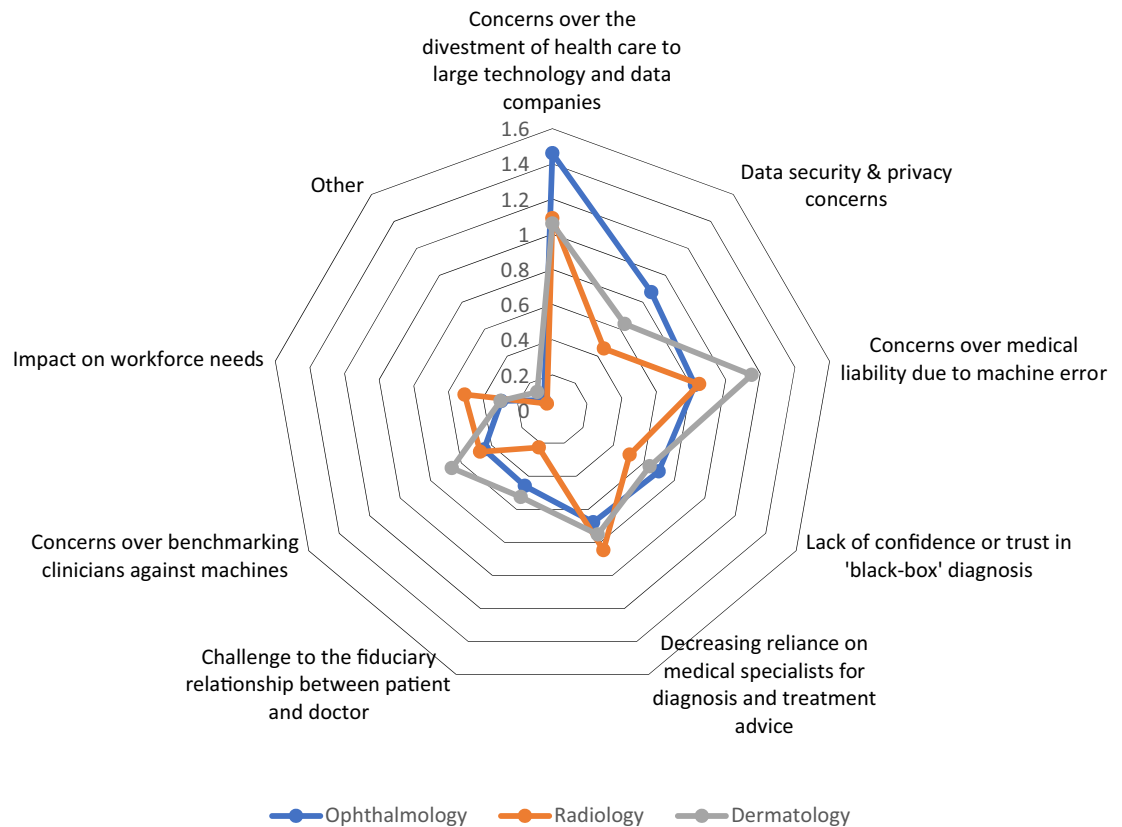 Concerns over the
divestment of health care to
large technology and data
companies
1.6
1.4
1.2
1
0.8
0.6
0.4
0.2
0
Other
Data security & privacy
concerns
Impact on workforce needs
Concerns over medical
liability due to machine error
Concerns over benchmarking
clinicians against machines
Lack of confidence or trust in
'black-box' diagnosis
Challenge to the fiduciary
relationship between patient
and doctor
Decreasing reliance on
medical specialists for
diagnosis and treatment
advice
Ophthalmology Radiology Dermatology